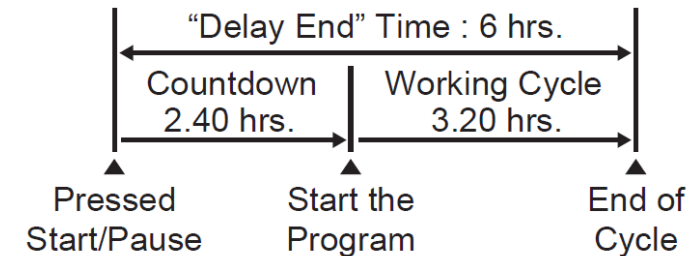 “Delay End” Time : 6 hrs.
Countdown
2.40 hrs.
Working Cycle
3.20 hrs.
Pressed
Start/Pause
Start the
Program
End of
Cycle